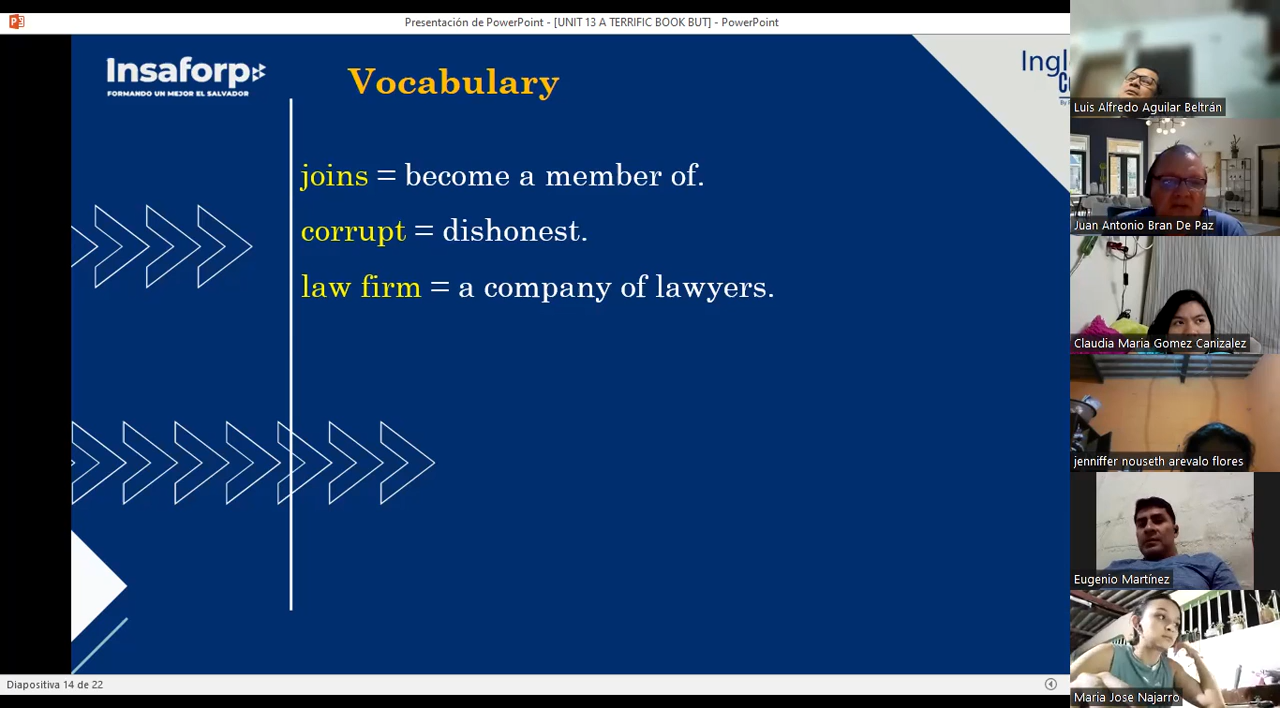 Presentación de PowerPoint - [UNIT 13 A TERRIFIC BOOK BUT] - PowerPoint
Insaforp
FORMANDO UN MEJOR EL SALVADOR
Vocabulary
joins = become a member of.
corrupt = dishonest.
law firm = a company of lawyers.
Diapositiva 14 de 22
Luis Alfredo Aguilar Beltrán
Juan Antonio Bran De Paz
Claudia Maria Gomez Canizalez
jenniffer nouseth arevalo flores
Eugenio Martínez
Maria Jose Najarro